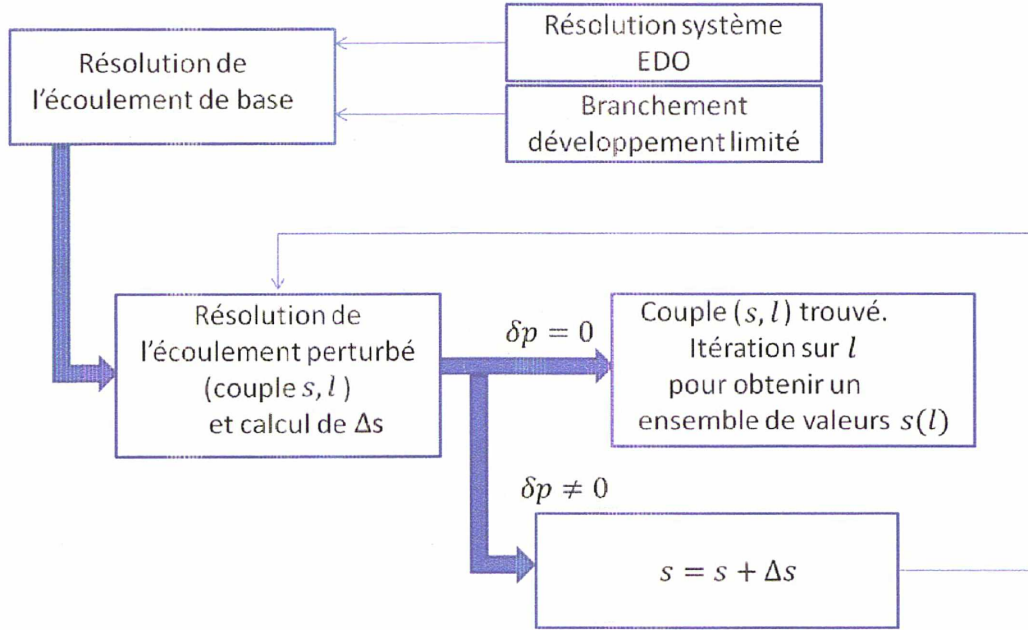 Résolution de
l'écoulement de base
Résolution système
EDO
Branchement
développement limité
Résolution de
l'écoulement perturbé
(couple s, l )
et calcul de Δs
δp = 0
Couple (s, l) trouvé.
Itération sur l
pour obtenir un
ensemble de valeurs s(l)
δp ≠ 0
s = s + Δs